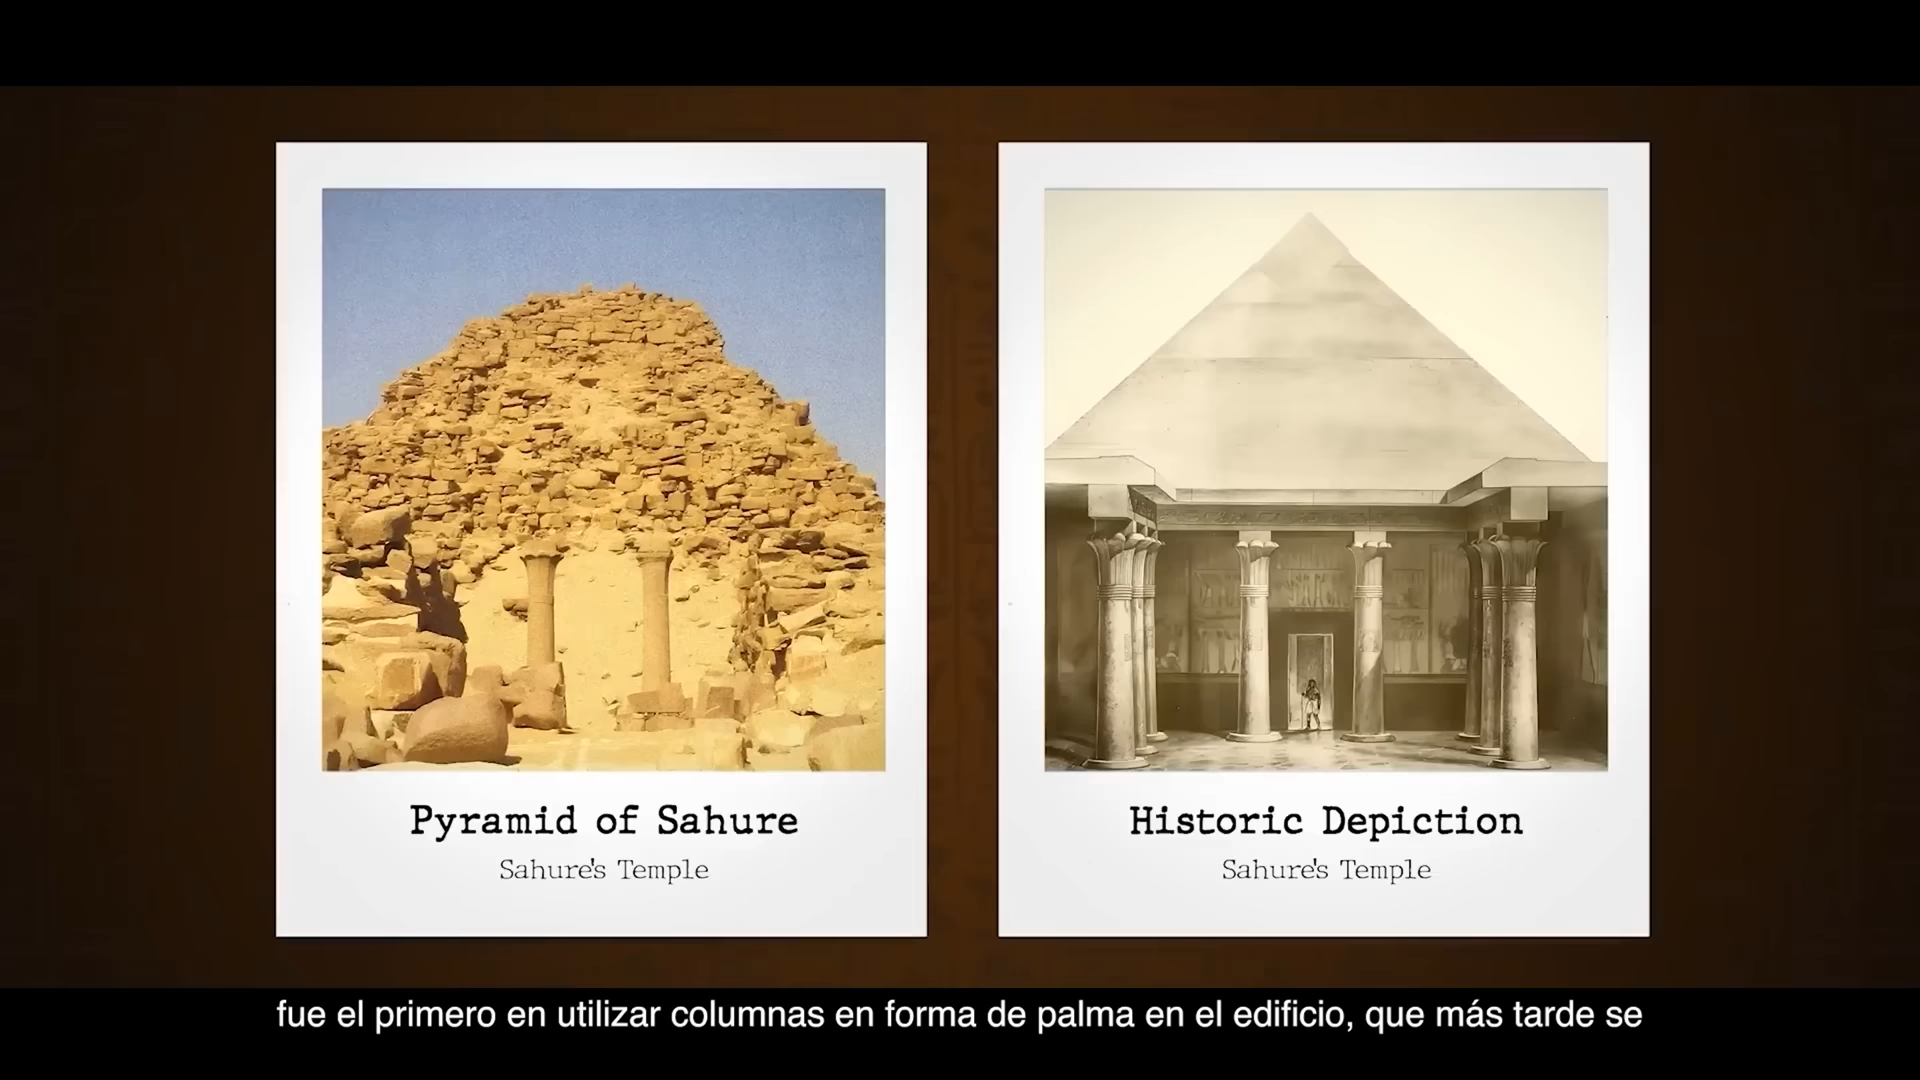 Pyramid of Sahure
Sahure's Temple
Historic Depiction
Sahure's Temple
fue el primero en utilizar columnas en forma de palma en el edificio, que más tarde se